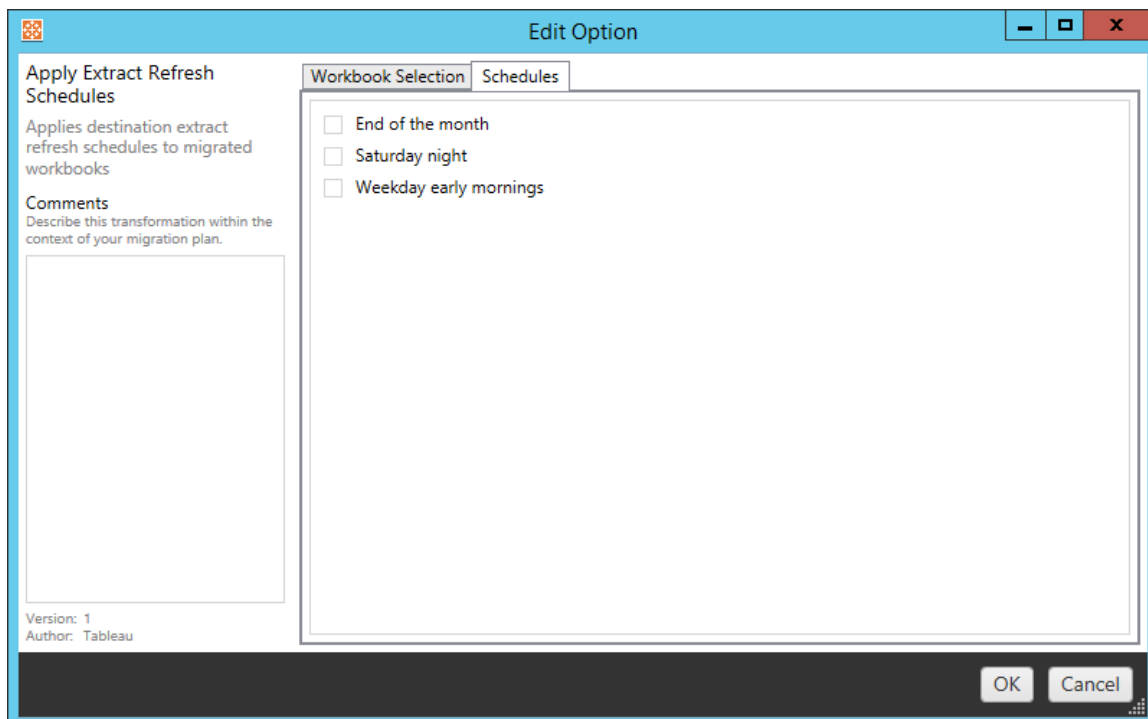 Edit Option
Apply Extract Refresh
Schedules
Applies destination extract
refresh schedules to migrated
workbooks
Comments
Describe this transformation within the
context of your migration plan.
Version: 1
Author: Tableau
Workbook Selection
Schedules
End of the month
Saturday night
Weekday early mornings
OK
Cancel